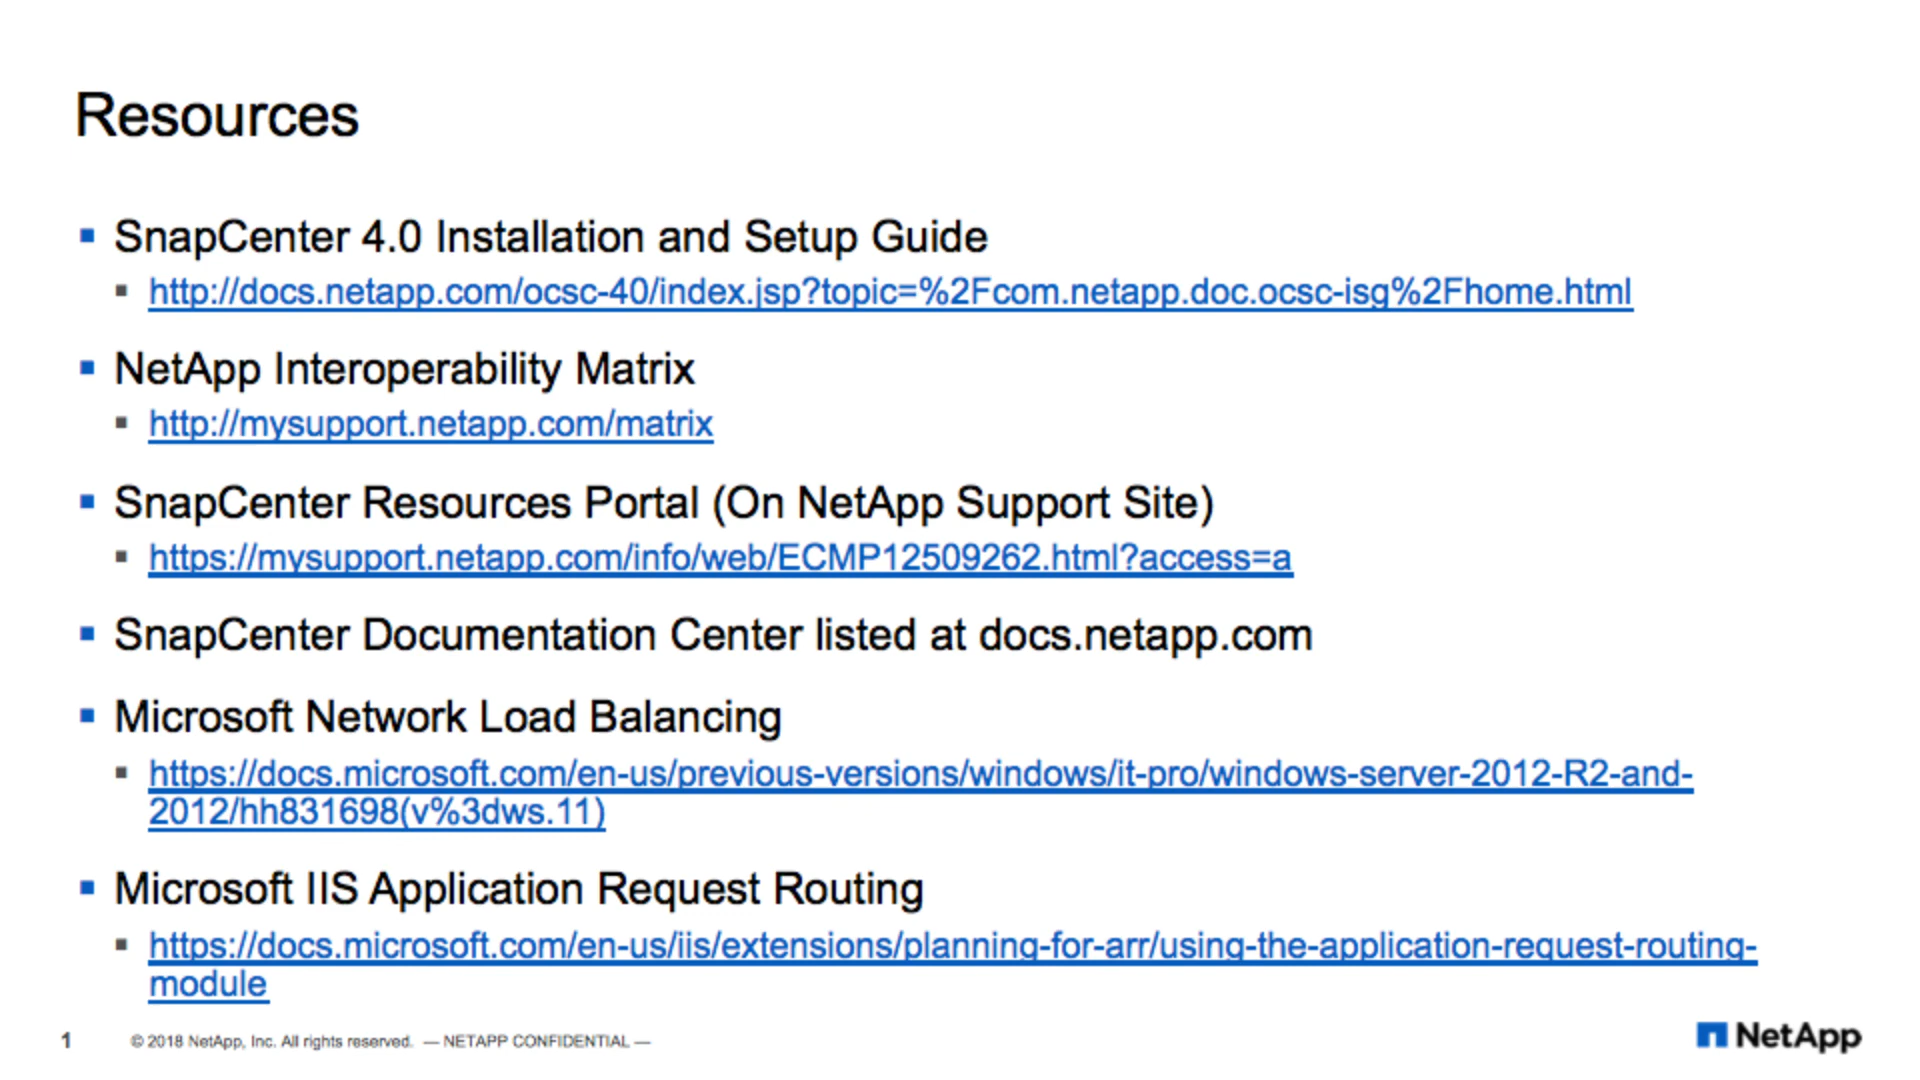 Resources
SnapCenter 4.0 Installation and Setup Guide
http://docs.netapp.com/ocsc-40/index.jsp?topic=%2Fcom.netapp.doc.ocsc-isg%2Fhome.html
NetApp Interoperability Matrix
http://mysupport.netapp.com/matrix
SnapCenter Resources Portal (On NetApp Support Site)
https://mysupport.netapp.com/info/web/ECMP12509262.html?access=a
SnapCenter Documentation Center listed at docs.netapp.com
Microsoft Network Load Balancing
https://docs.microsoft.com/en-us/previous-versions/windows/it-pro/windows-server-2012-R2-and-
2012/hh831698(v%3dws.11)
Microsoft IIS Application Request Routing
https://docs.microsoft.com/en-us/iis/extensions/planning-for-arr/using-the-application-request-routing-
module
1 © 2018 NetApp, Inc. All rights reserved. — NETAPP CONFIDENTIAL —
NetApp